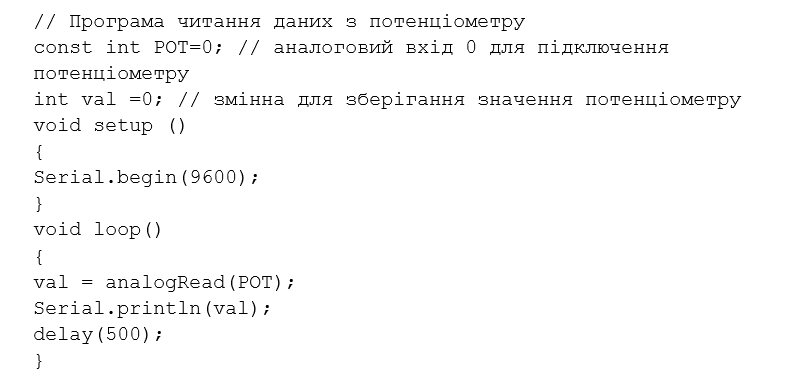 // Програма читання даних з потенціометру
const int POT=0; // аналоговий вхід 0 для підключення
потенціометру
int val =0; // змінна для зберігання значення потенціометру
void setup ()
{
Serial.begin(9600);
}
void loop()
{
val = analogRead(POT);
Serial.println(val);
delay(500);
}